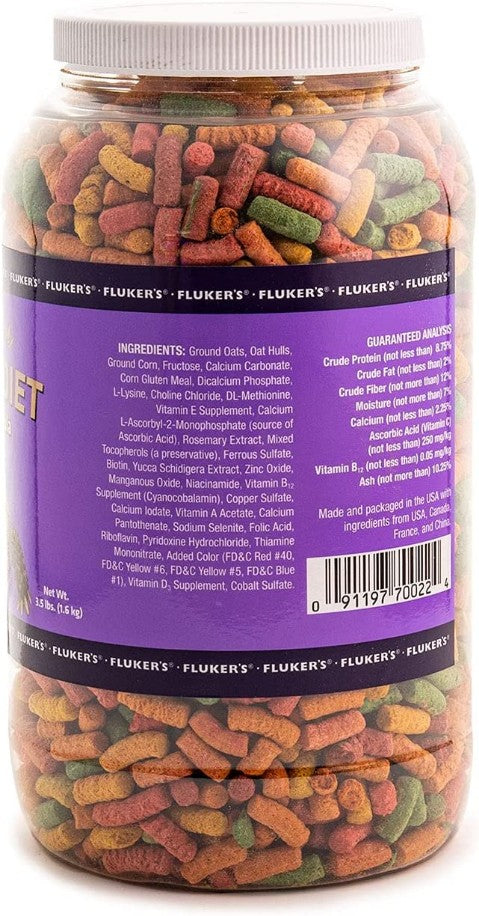 FLUKER'S® · FLUKER'S® · FLUKER'S® · FLUKER'S® · FLUKER'S® · FLUKER'S®
IET
Net Wt.
3.5 lbs. (1.6 kg)
INGREDIENTS: Ground Oats, Oat Hulls,
Ground Corn, Fructose, Calcium Carbonate,
Corn Gluten Meal, Dicalcium Phosphate,
L-Lysine, Choline Chloride, DL-Methionine,
Vitamin E Supplement, Calcium
L-Ascorbyl-2-Monophosphate (source of
Ascorbic Acid), Rosemary Extract, Mixed
Tocopherols (a preservative), Ferrous Sulfate,
Biotin, Yucca Schidigera Extract, Zinc Oxide,
Manganous Oxide, Niacinamide, Vitamin B₁₂
Supplement (Cyanocobalamin), Copper Sulfate,
Calcium Iodate, Vitamin A Acetate, Calcium
Pantothenate, Sodium Selenite, Folic Acid,
Riboflavin, Pyridoxine Hydrochloride, Thiamine
Mononitrate, Added Color (FD&C Red #40,
FD&C Yellow #6, FD&C Yellow #5, FD&C Blue
#1), Vitamin D₃ Supplement, Cobalt Sulfate.
GUARANTEED ANALYSIS
Crude Protein (not less than) 8.75%
Crude Fat (not less than) 2%
Crude Fiber (not more than) 12%
Moisture (not more than) 7%
Calcium (not less than) 2.25%
Ascorbic Acid (Vitamin C)
(not less than) 250 mg/kg
Vitamin B₁₂ (not less than) 0.05 mg/kg
Ash (not more than) 10.25%
Made and packaged in the USA with
ingredients from USA, Canada,
France, and China.
0 91197 70022 4
FLUKER'S® · FLUKER'S® · FLUKER'S® · FLUKER'S® · FLUKER'S® · FLUKER'S®